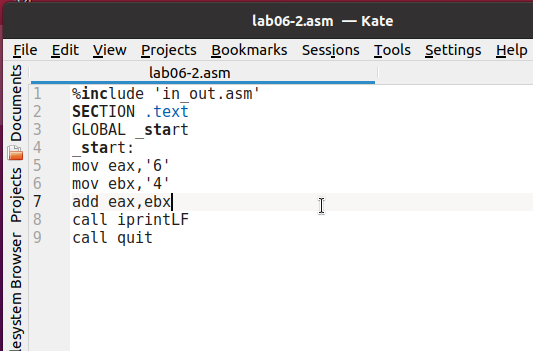 lab06-2.asm — Kate
File Edit View Projects Bookmarks Sessions Tools Settings Help
lab06-2.asm
1 %include 'in_out.asm'
2 SECTION .text
3 GLOBAL _start
4 _start:
5 mov eax,'6'
6 mov ebx,'4'
7 add eax,ebx
8 call iprintLF
9 call quit
Documents
Projects
lesystem Browser